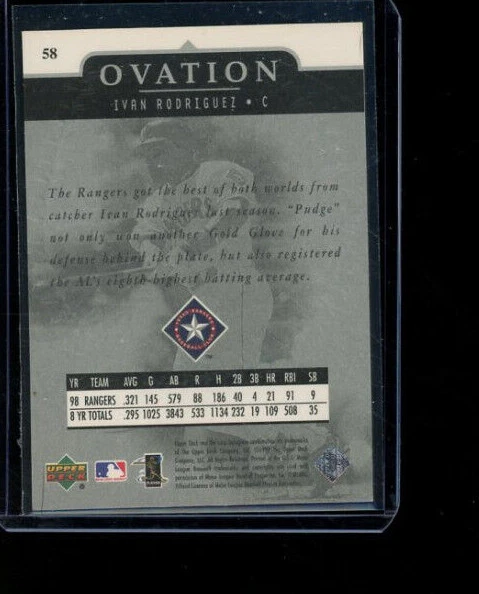 58
OVATION
IVAN RODRIGUEZ • C
The Rangers got the best of both worlds from
catcher Ivan Rodriguez last season. "Pudge"
not only won another Gold Glove for his
defense behind the plate, but also registered
the AL's eighth-highest batting average.
YR TEAM AVG G AB R H 2B 3B HR RBI SB
98 RANGERS .321 145 579 88 186 40 4 21 91 9
8 YR TOTALS .295 1025 3843 533 1134 232 19 109 508 35
UPPER DECK